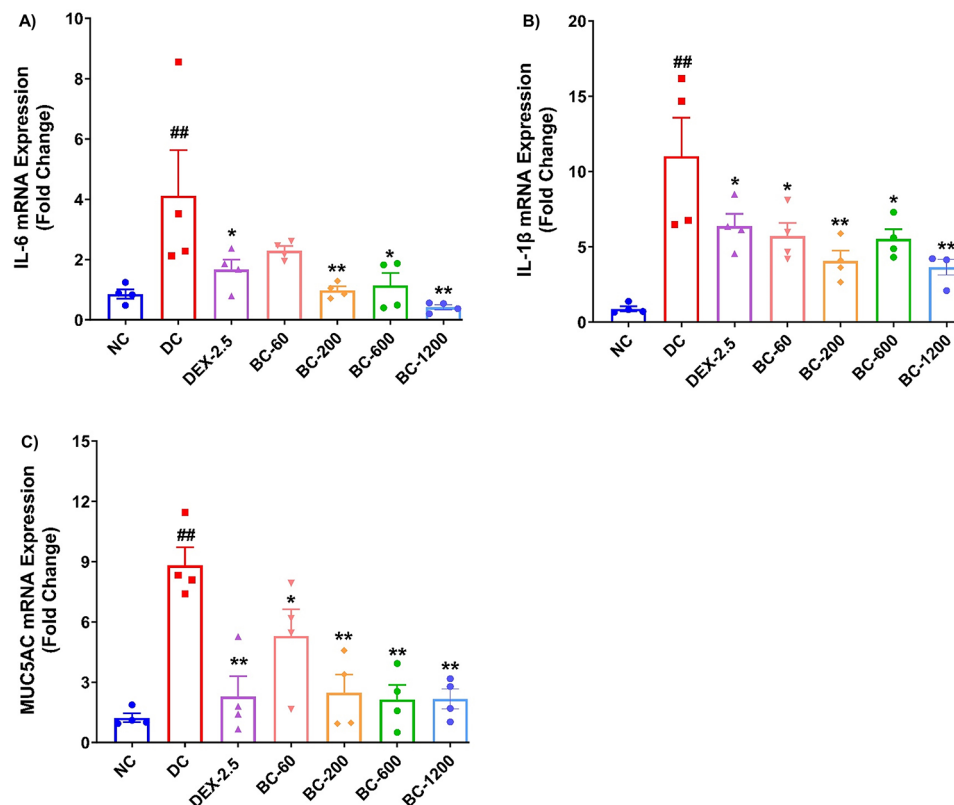 A)
IL-6 mRNA Expression
(Fold Change)
10
8
6
4
2
0
##
*
**
*
**
NC
DC
DEX-2.5
BC-60
BC-200
BC-600
BC-1200
B)
IL-1β mRNA Expression
(Fold Change)
20
15
10
5
0
##
*
*
**
*
**
NC
DC
DEX-2.5
BC-60
BC-200
BC-600
BC-1200
C)
MUC5AC mRNA Expression
(Fold Change)
15
12
9
6
3
0
##
**
*
**
**
**
NC
DC
DEX-2.5
BC-60
BC-200
BC-600
BC-1200